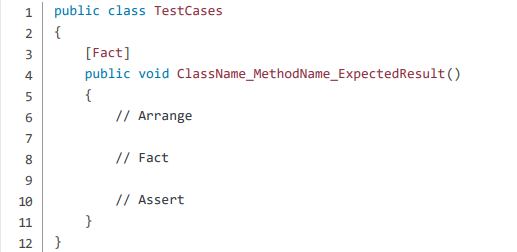 1 public class TestCases
2 {
3 [Fact]
4 public void ClassName_MethodName_ExpectedResult()
5 {
6 // Arrange
7
8 // Fact
9
10 // Assert
11 }
12 }